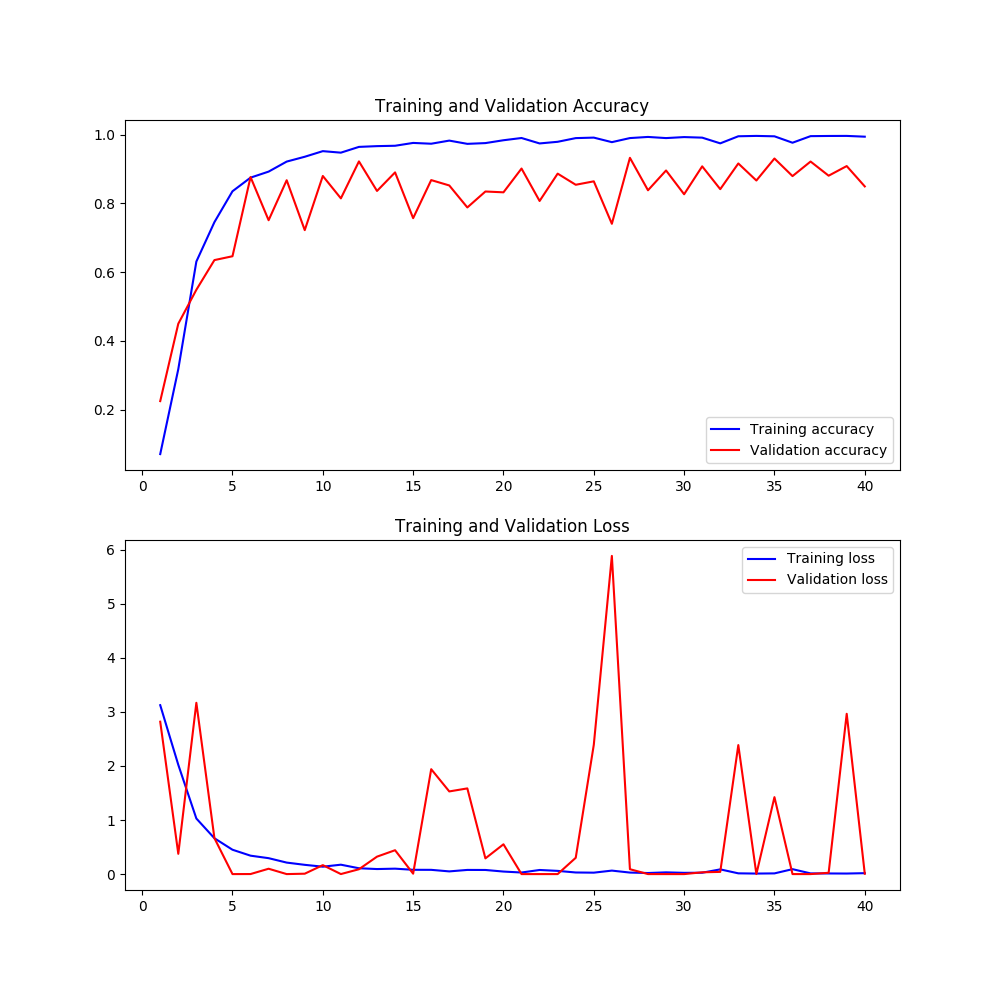 Training and Validation Accuracy
1.0
0.8
0.6
0.4
0.2
Training accuracy
Validation accuracy
0 5 10 15 20 25 30 35 40
Training and Validation Loss
6
5
4
3
2
1
0
Training loss
Validation loss
0 5 10 15 20 25 30 35 40